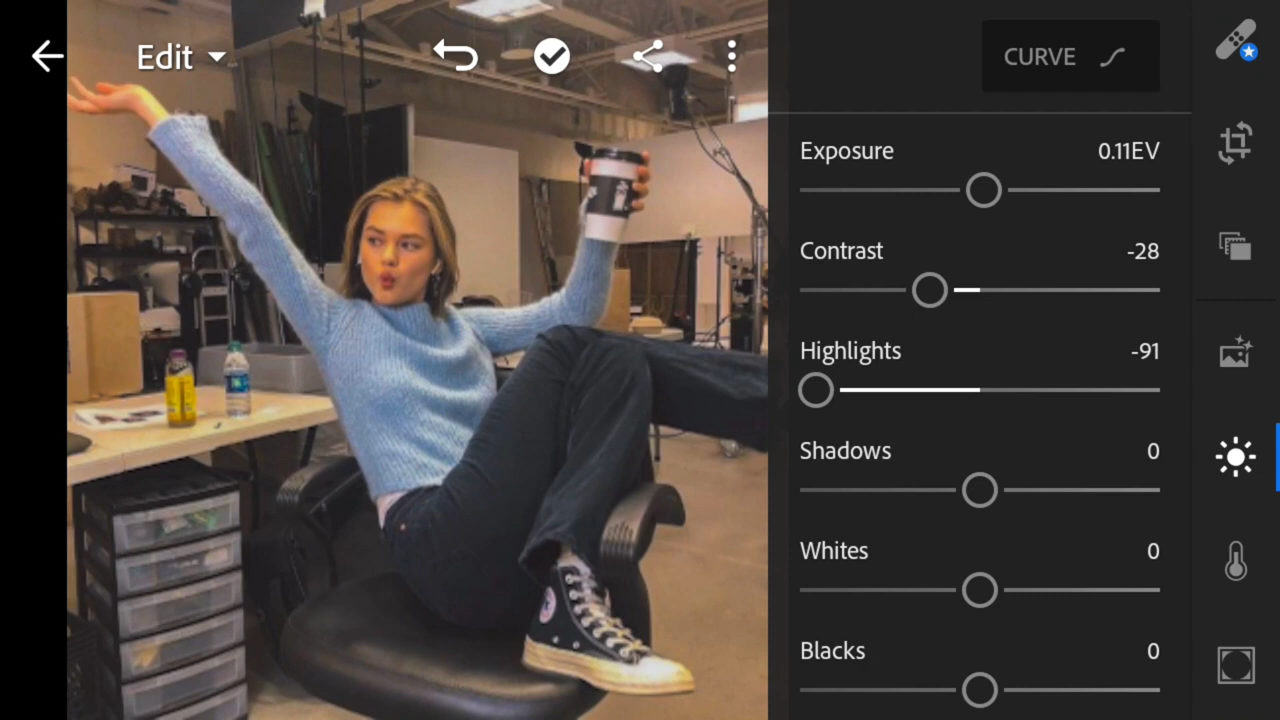 Edit
CURVE
Exposure 0.11EV
Contrast -28
Highlights -91
Shadows 0
Whites 0
Blacks 0